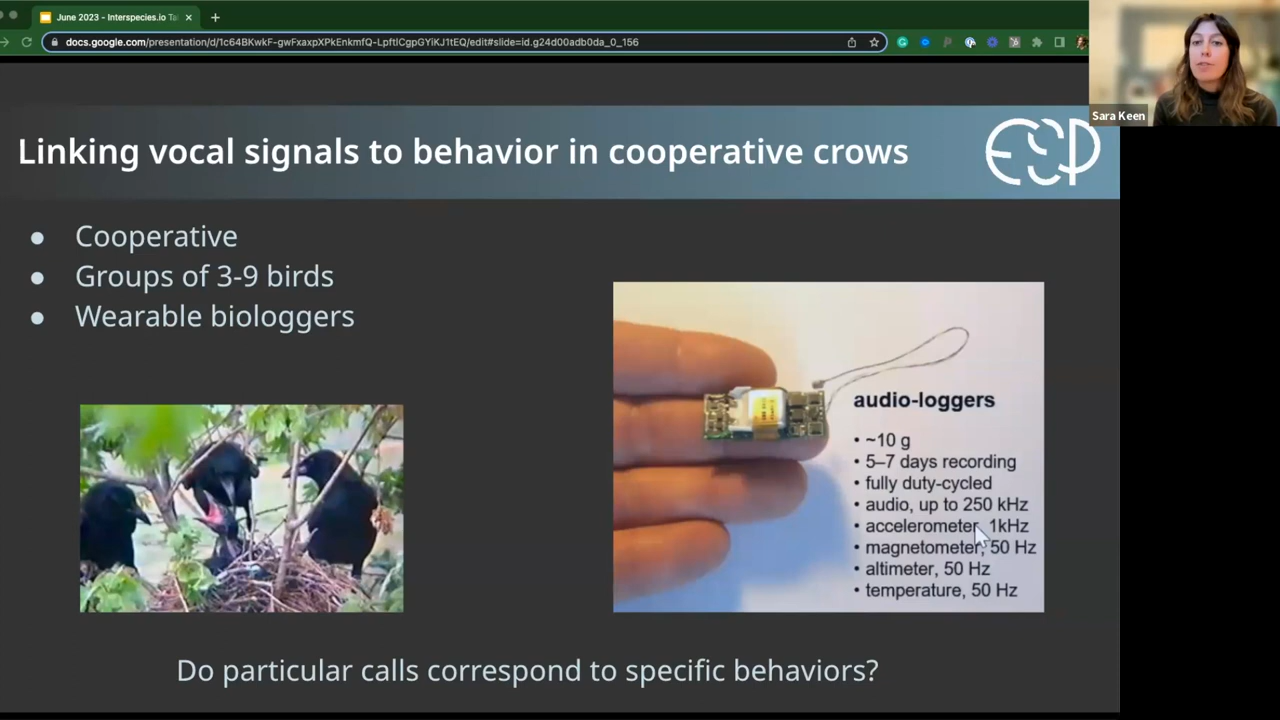 June 2023 - Interspecies.io Ta
docs.google.com/presentation/d/1c64BKwkF-gwFxaxpXPkEnkmfQ-LpftlCgpGYiKJ1tEQ/edit#slide=id.g24d00adb0da_0_156
Sara Keen
Linking vocal signals to behavior in cooperative crows
ESP
● Cooperative
● Groups of 3-9 birds
● Wearable biologgers
audio-loggers
• ~10 g
• 5–7 days recording
• fully duty-cycled
• audio, up to 250 kHz
• accelerometer, 1kHz
• magnetometer, 50 Hz
• altimeter, 50 Hz
• temperature, 50 Hz
Do particular calls correspond to specific behaviors?